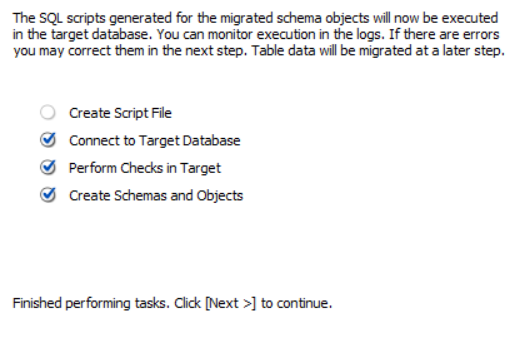 The SQL scripts generated for the migrated schema objects will now be executed
in the target database. You can monitor execution in the logs. If there are errors
you may correct them in the next step. Table data will be migrated at a later step.
Create Script File
Connect to Target Database
Perform Checks in Target
Create Schemas and Objects
Finished performing tasks. Click [Next >] to continue.